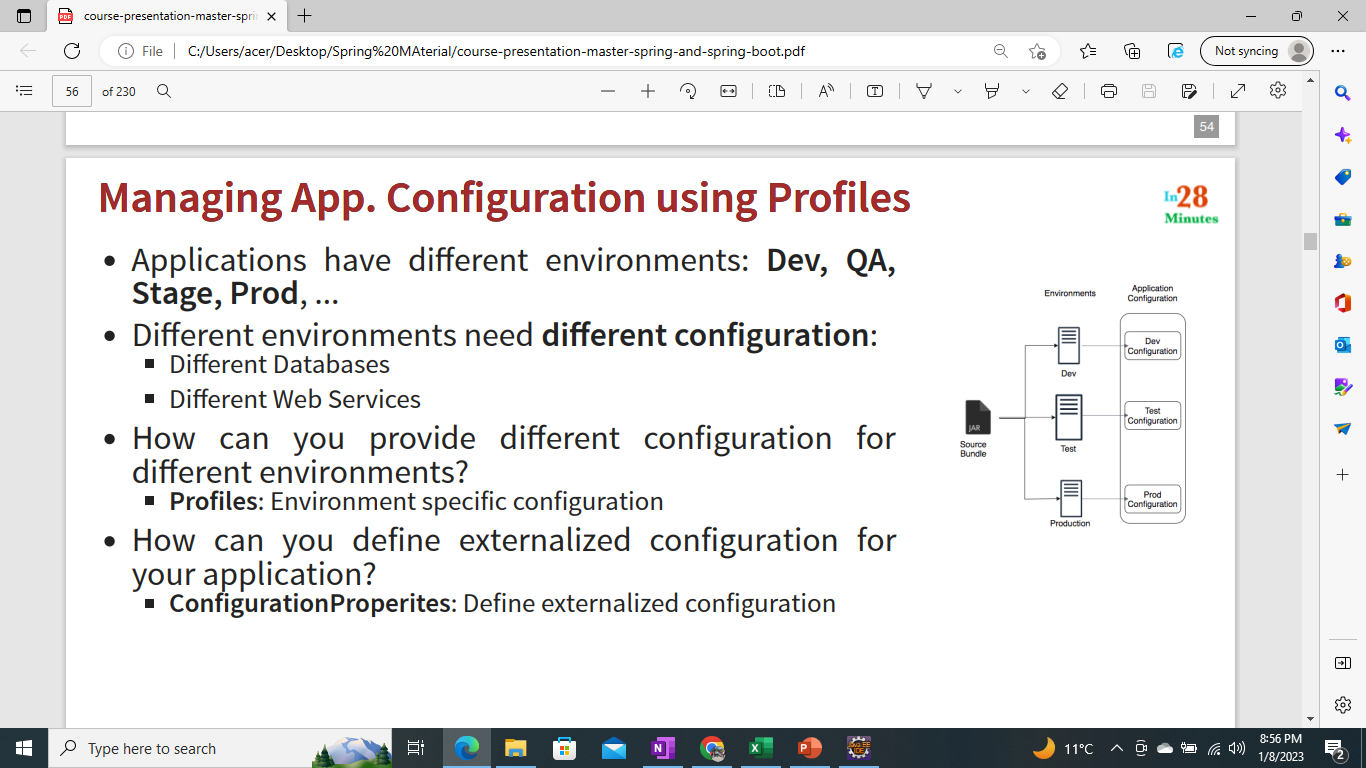 course-presentation-master-spri
File
C:/Users/acer/Desktop/Spring%20MAterial/course-presentation-master-spring-and-spring-boot.pdf
Not syncing
56
of 230
54
Managing App. Configuration using Profiles
In28
Minutes
Applications have different environments: Dev, QA,
Stage, Prod, ...
Different environments need different configuration:
Different Databases
Different Web Services
How can you provide different configuration for
different environments?
Profiles: Environment specific configuration
How can you define externalized configuration for
your application?
ConfigurationProperites: Define externalized configuration
Environments
Application
Configuration
Dev
Configuration
Dev
JAR
Source
Bundle
Test
Configuration
Test
Prod
Configuration
Production
Type here to search
11°C
8:56 PM
1/8/2023
2